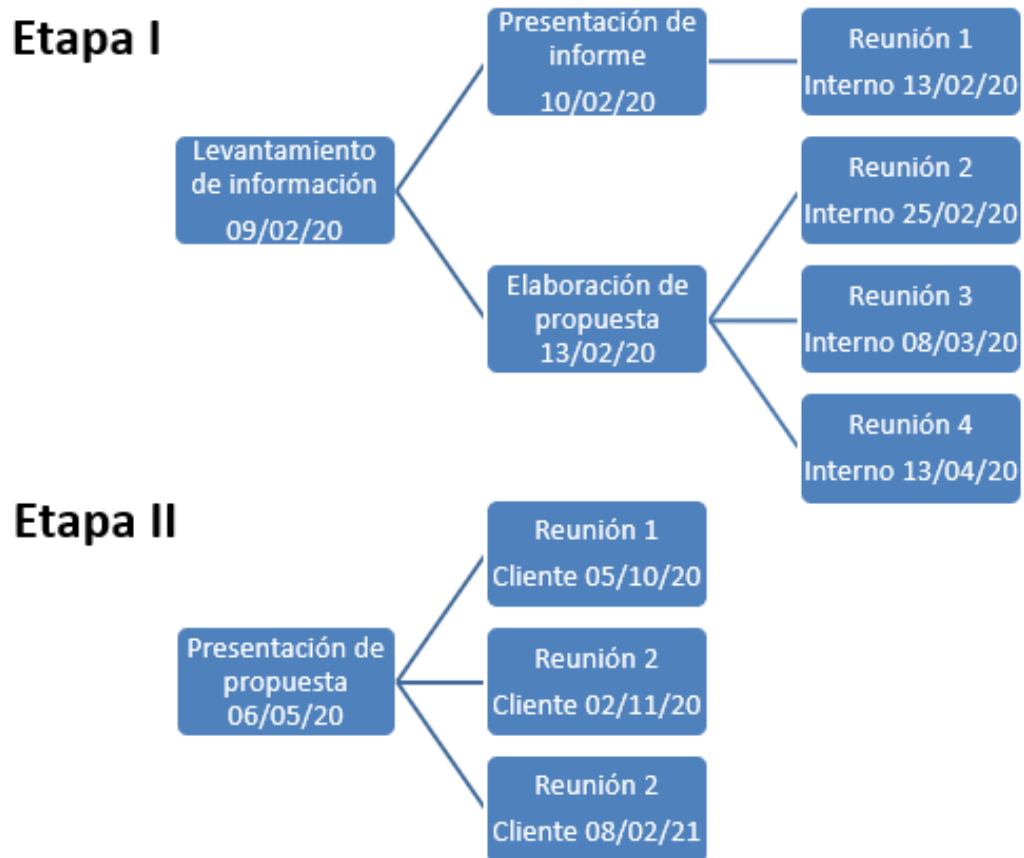 Etapa I
Levantamiento
de información
09/02/20
Presentación de
informe
10/02/20
Reunión 1
Interno 13/02/20
Elaboración de
propuesta
13/02/20
Reunión 2
Interno 25/02/20
Reunión 3
Interno 08/03/20
Reunión 4
Interno 13/04/20
Etapa II
Presentación de
propuesta
06/05/20
Reunión 1
Cliente 05/10/20
Reunión 2
Cliente 02/11/20
Reunión 2
Cliente 08/02/21